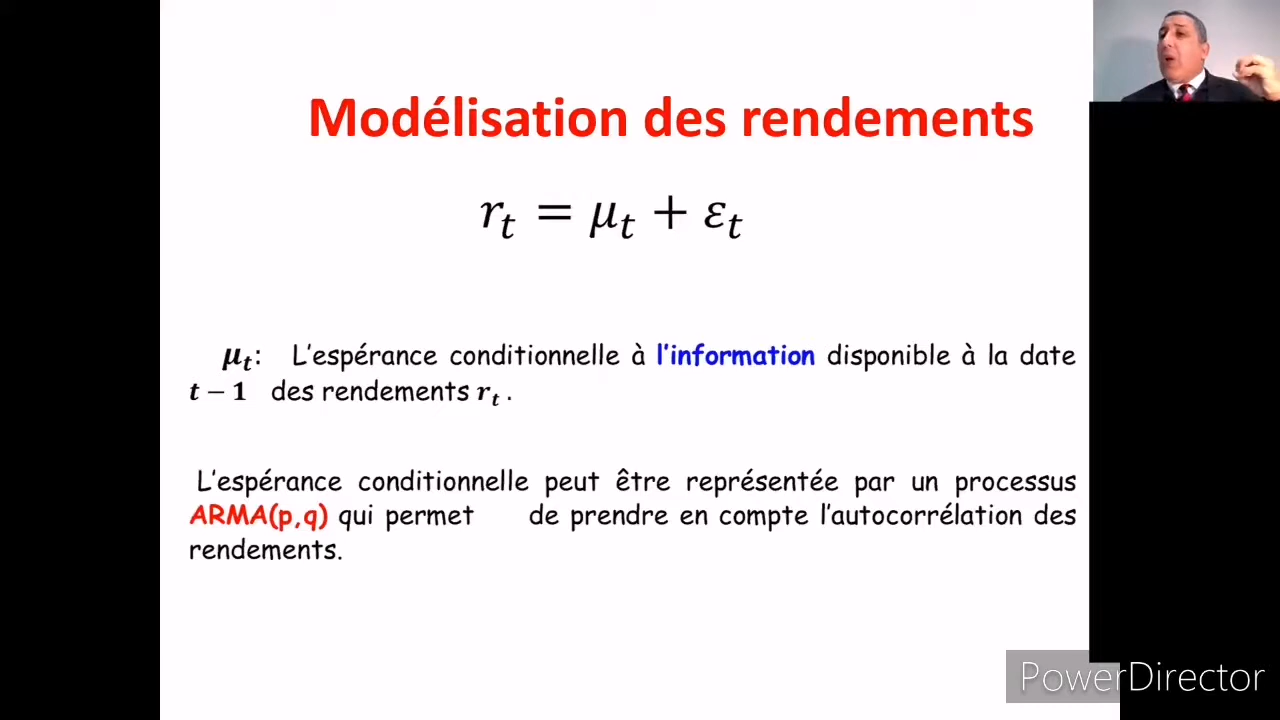 Modélisation des rendements
r_t = μ_t + ε_t
μ_t: L'espérance conditionnelle à l'information disponible à la date
t − 1 des rendements r_t .
L'espérance conditionnelle peut être représentée par un processus
ARMA(p,q) qui permet de prendre en compte l'autocorrélation des
rendements.
PowerDirector